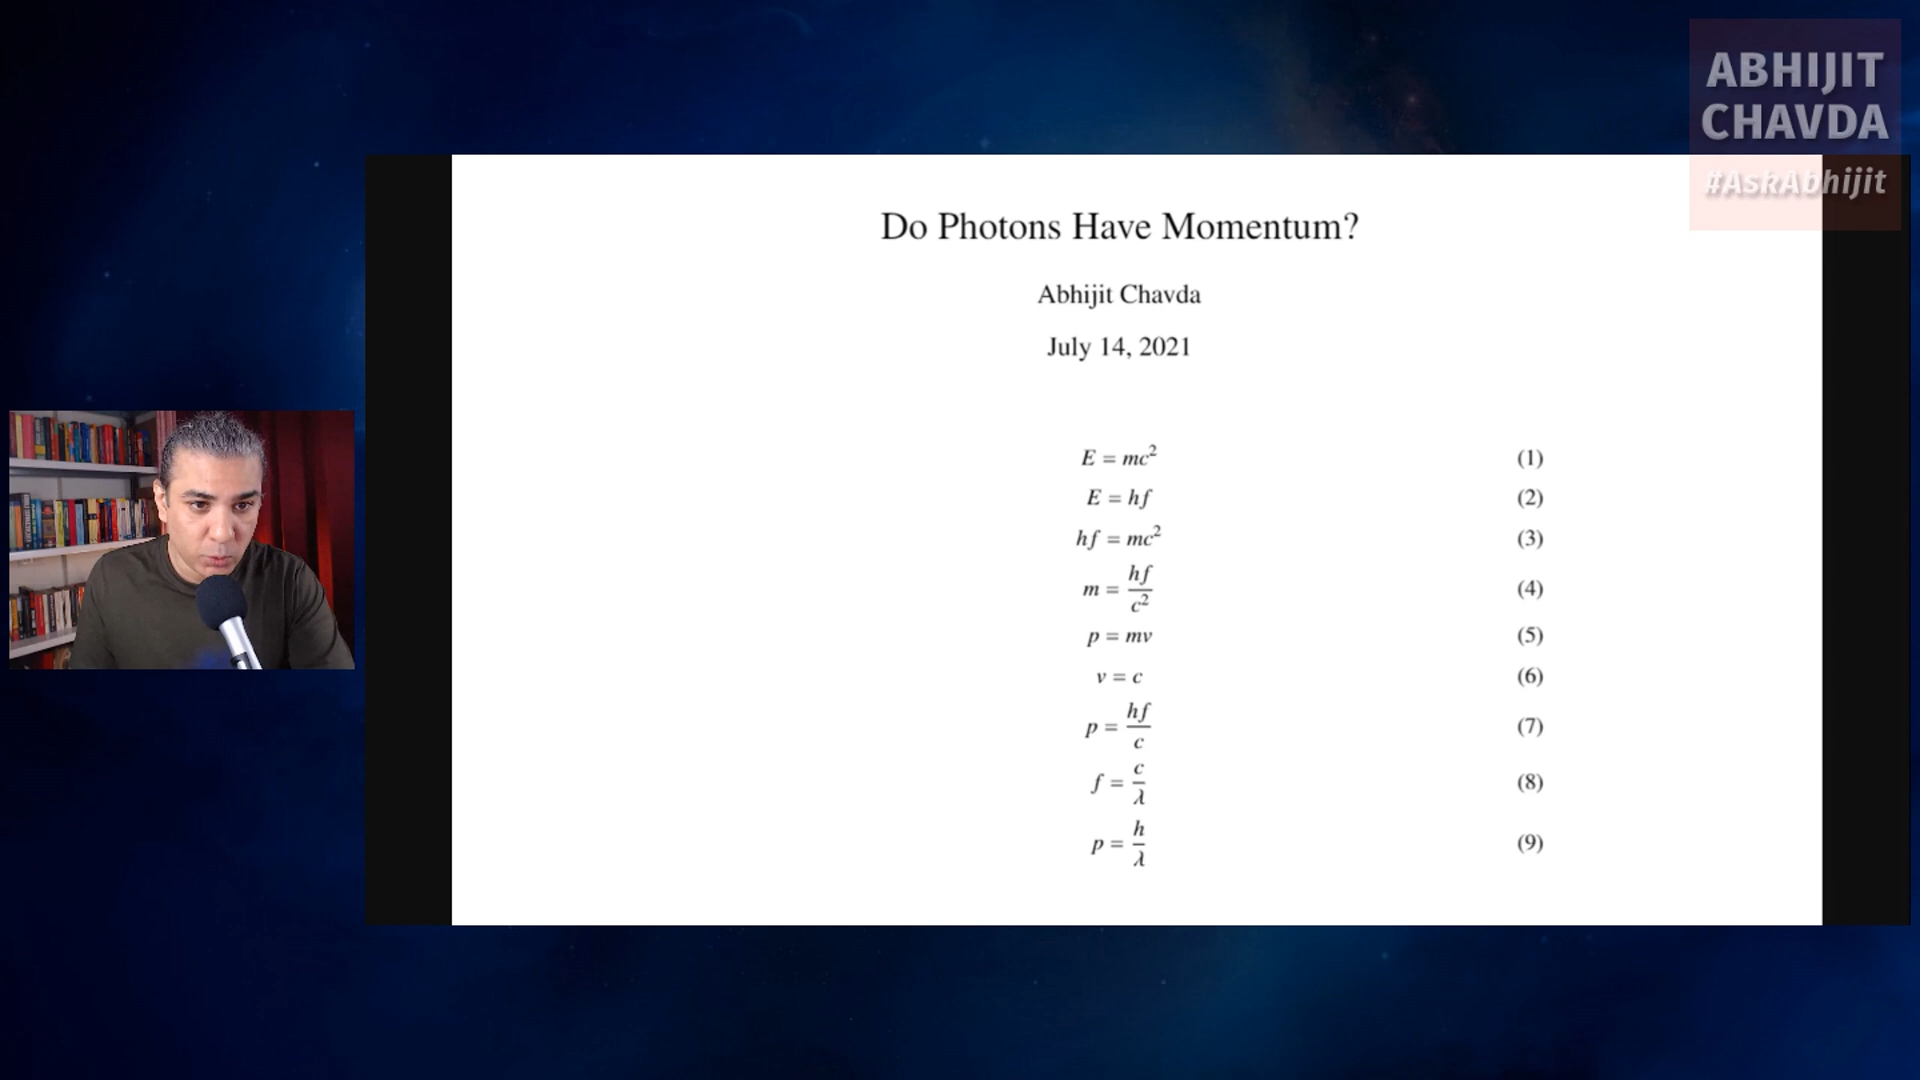 ABHIJIT
CHAVDA
#AskAbhijit
Do Photons Have Momentum?
Abhijit Chavda
July 14, 2021
E = mc² (1)
E = hf (2)
hf = mc² (3)
m = hf/c² (4)
p = mv (5)
v = c (6)
p = hf/c (7)
f = c/λ (8)
p = h/λ (9)